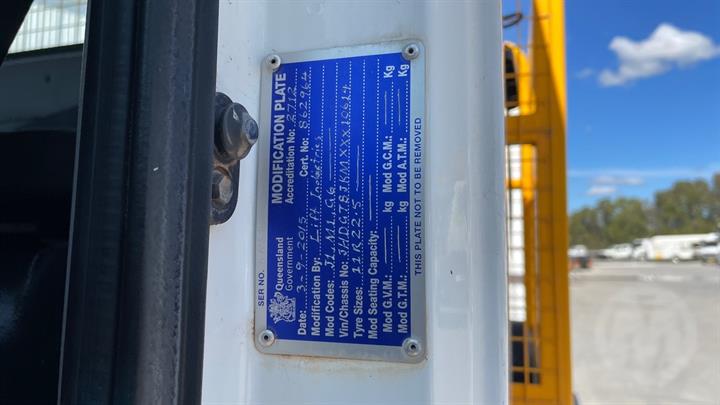 SER NO.
Queensland
Government
MODIFICATION PLATE
Accreditation No: 2712
Date: 3-9-2015 Cert. No: 862964
Modification By: Lift Industries
Mod Codes: J1, M1, G6
Vin/Chassis No: JHDGT8JKMXXX10614
Tyre Sizes: 11R22.5
Mod Seating Capacity:
Mod G.V.M.: kg Mod G.C.M.: Kg
Mod G.T.M.: kg Mod A.T.M.: Kg
THIS PLATE NOT TO BE REMOVED